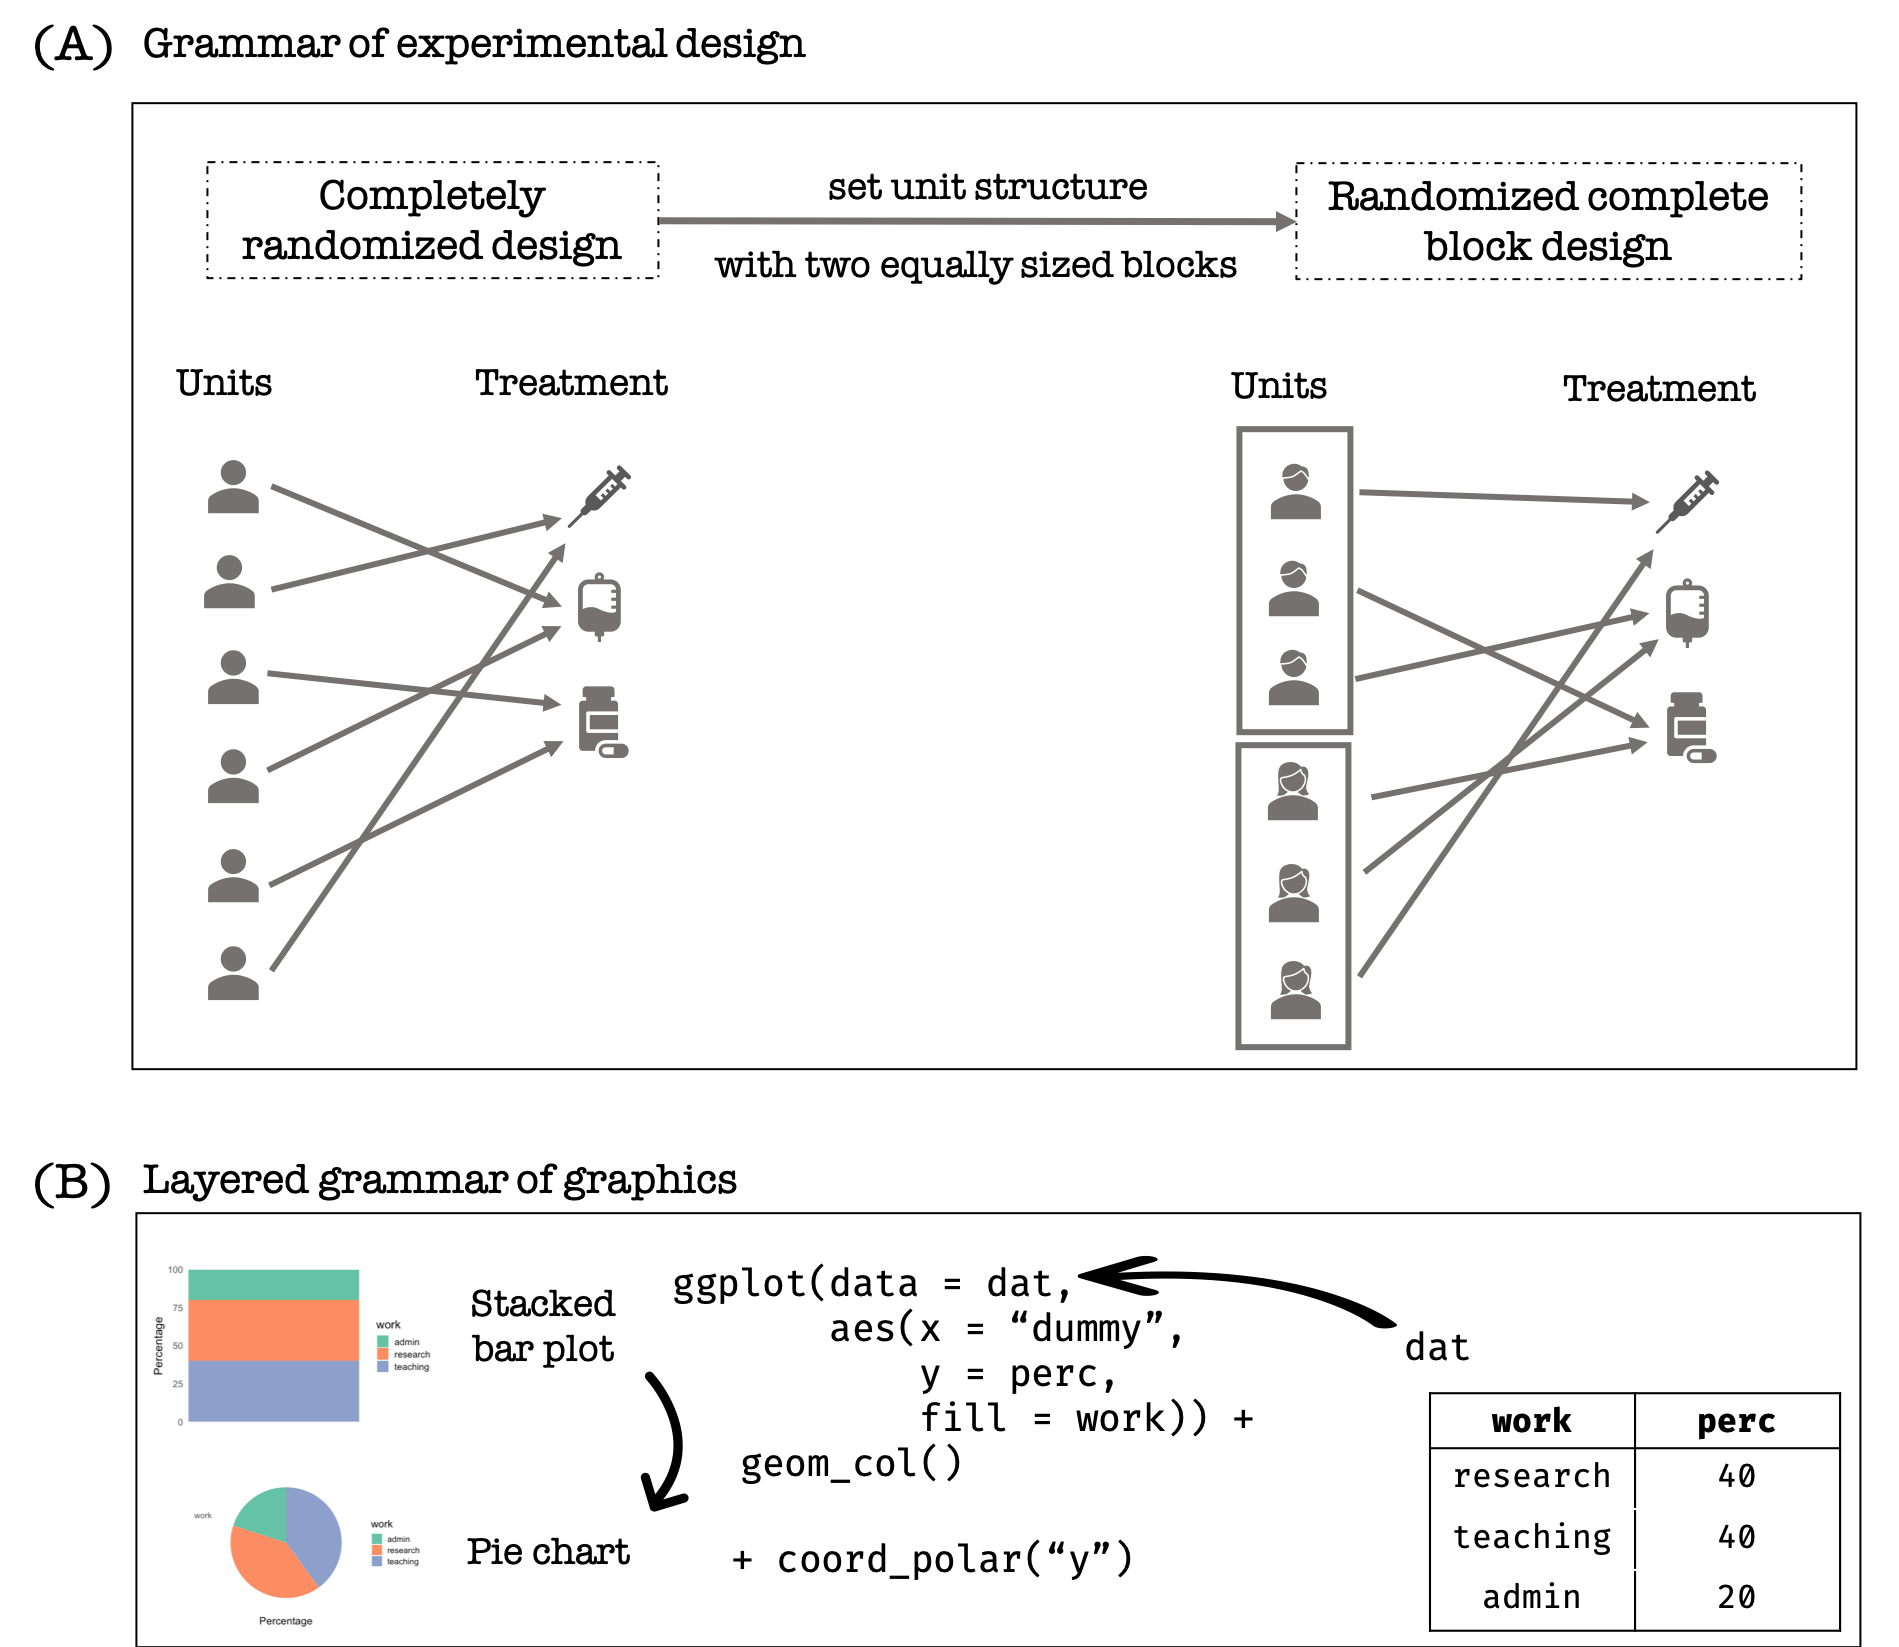 (A) Grammar of experimental design
Completely
randomized design
set unit structure
with two equally sized blocks
Randomized complete
block design
Units
Treatment
Units
Treatment
(B) Layered grammar of graphics
100
75
50
25
0
Percentage
work
admin
research
teaching
Stacked
bar plot
ggplot(data = dat,
aes(x = “dummy”,
y = perc,
fill = work)) +
geom_col()
dat
work perc
research 40
teaching 40
admin 20
work
Percentage
work
admin
research
teaching
Pie chart
+ coord_polar(“y”)